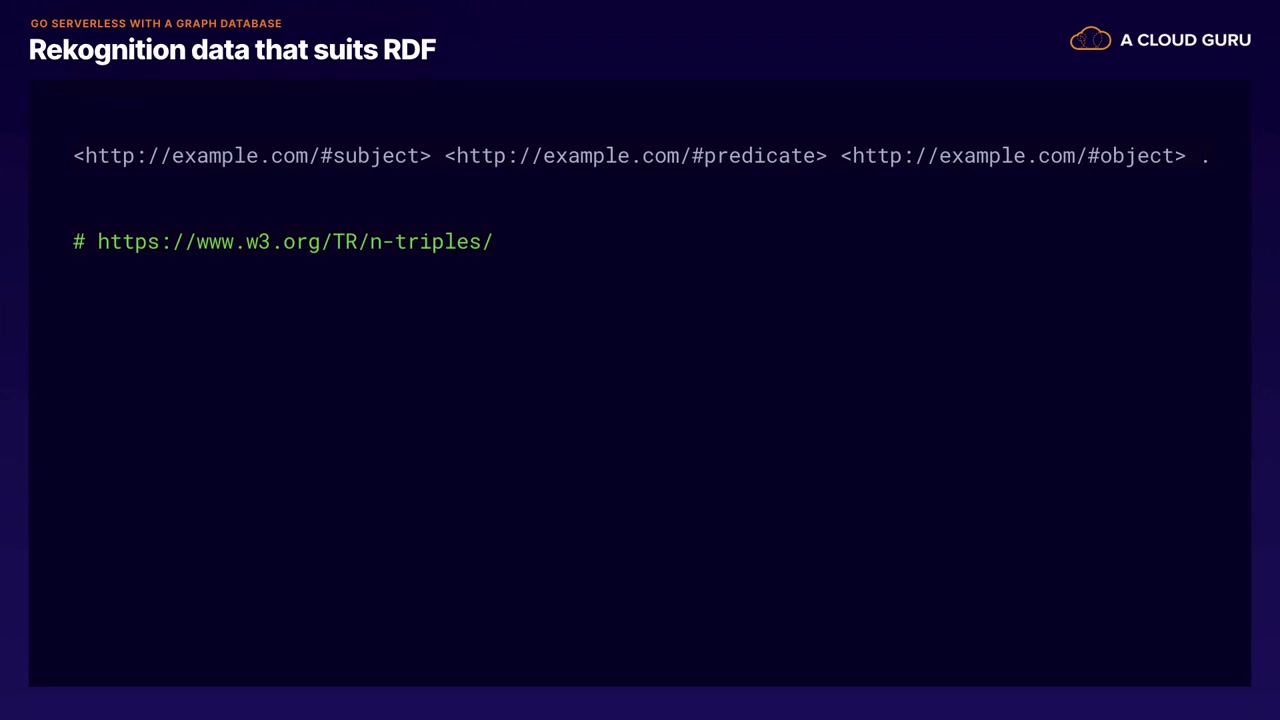 GO SERVERLESS WITH A GRAPH DATABASE
Rekognition data that suits RDF
A CLOUD GURU
<http://example.com/#subject> <http://example.com/#predicate> <http://example.com/#object> .
# https://www.w3.org/TR/n-triples/